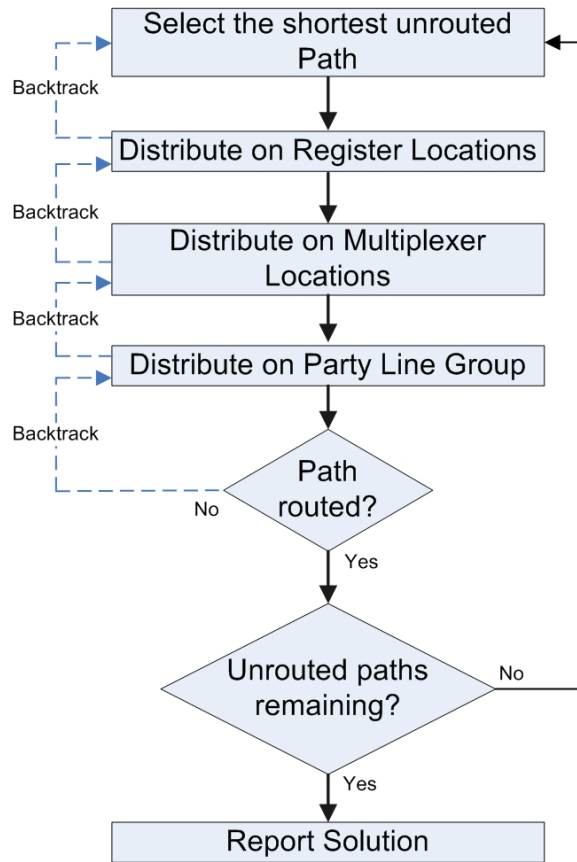 Select the shortest unrouted
Path
Backtrack
Distribute on Register Locations
Backtrack
Distribute on Multiplexer
Locations
Backtrack
Distribute on Party Line Group
Backtrack
Path
routed?
No
Yes
Unrouted paths
remaining?
No
Yes
Report Solution